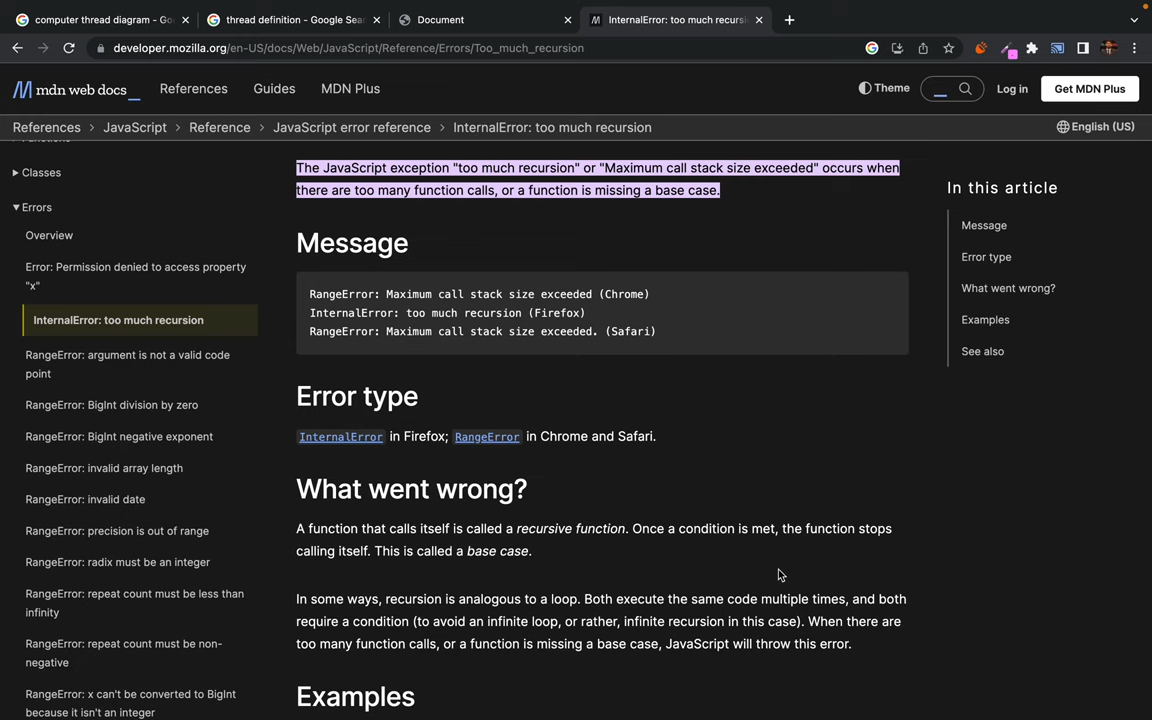 computer thread diagram - Go
thread definition - Google Sea
Document
InternalError: too much recursi
developer.mozilla.org/en-US/docs/Web/JavaScript/Reference/Errors/Too_much_recursion
mdn web docs_
References
Guides
MDN Plus
Theme
Log in
Get MDN Plus
References > JavaScript > Reference > JavaScript error reference > InternalError: too much recursion
English (US)
Functions
Classes
Errors
Overview
Error: Permission denied to access property
"x"
InternalError: too much recursion
RangeError: argument is not a valid code
point
RangeError: BigInt division by zero
RangeError: BigInt negative exponent
RangeError: invalid array length
RangeError: invalid date
RangeError: precision is out of range
RangeError: radix must be an integer
RangeError: repeat count must be less than
infinity
RangeError: repeat count must be non-
negative
RangeError: x can't be converted to BigInt
because it isn't an integer
The JavaScript exception "too much recursion" or "Maximum call stack size exceeded" occurs when
there are too many function calls, or a function is missing a base case.
Message
RangeError: Maximum call stack size exceeded (Chrome)
InternalError: too much recursion (Firefox)
RangeError: Maximum call stack size exceeded. (Safari)
Error type
InternalError in Firefox; RangeError in Chrome and Safari.
What went wrong?
A function that calls itself is called a recursive function. Once a condition is met, the function stops
calling itself. This is called a base case.
In some ways, recursion is analogous to a loop. Both execute the same code multiple times, and both
require a condition (to avoid an infinite loop, or rather, infinite recursion in this case). When there are
too many function calls, or a function is missing a base case, JavaScript will throw this error.
Examples
In this article
Message
Error type
What went wrong?
Examples
See also